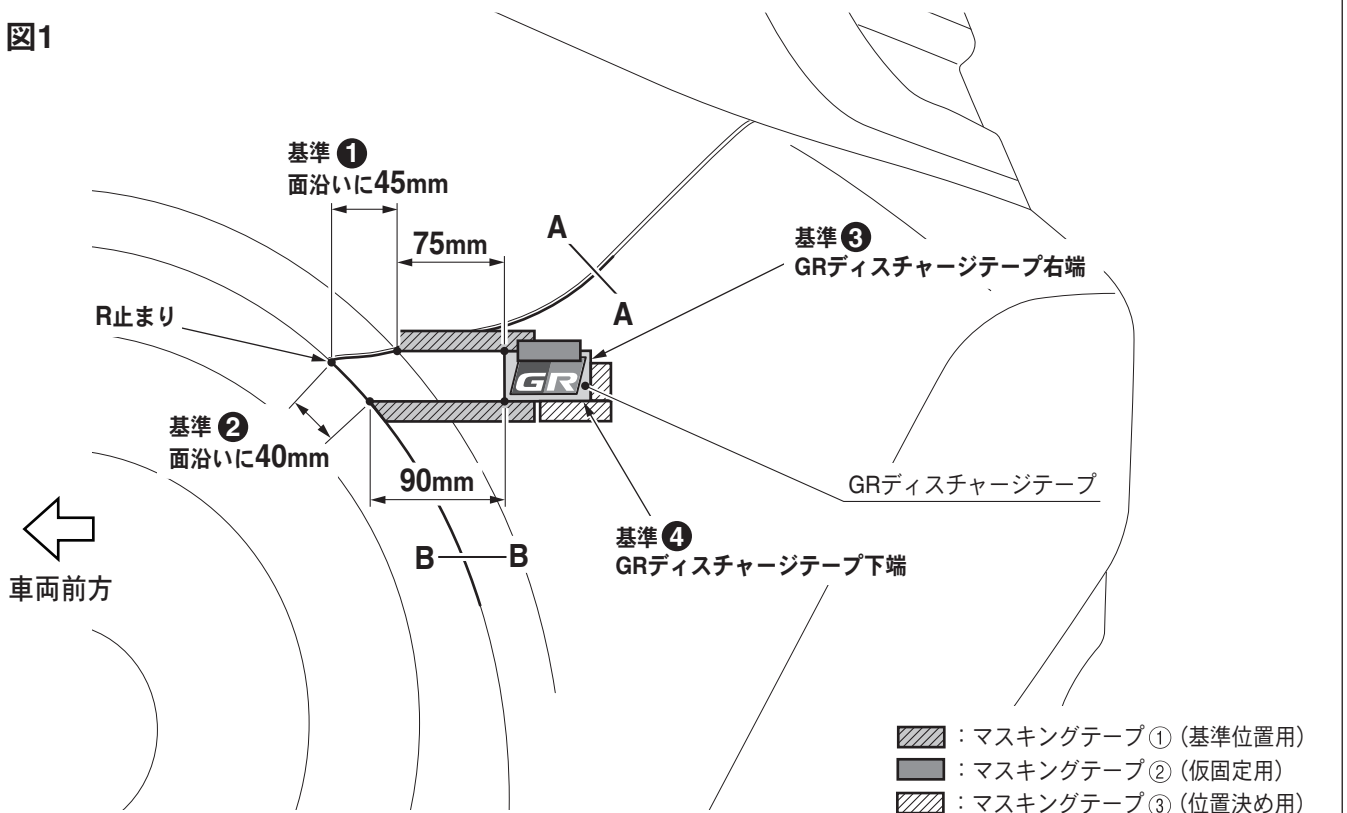 図1
基準❶
面沿いに45mm
75mm
A
A
基準❸
GRディスチャージテープ右端
R止まり
GR
基準❷
面沿いに40mm
90mm
GRディスチャージテープ
基準❹
GRディスチャージテープ下端
B
B
車両前方
：マスキングテープ①（基準位置用）
：マスキングテープ②（仮固定用）
：マスキングテープ③（位置決め用）